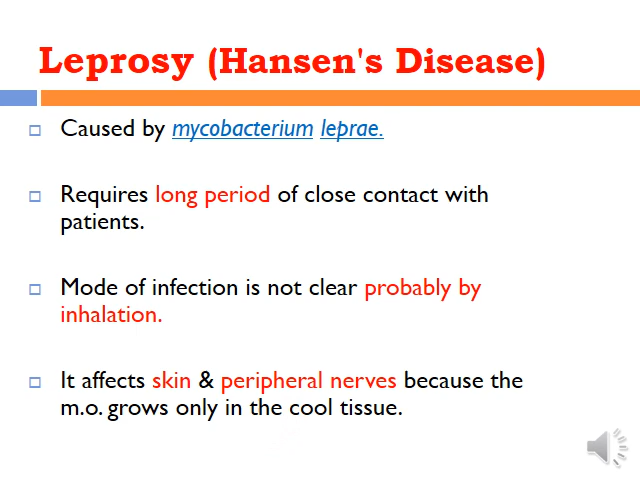 Leprosy (Hansen's Disease)
Caused by mycobacterium leprae.
Requires long period of close contact with
patients.
Mode of infection is not clear probably by
inhalation.
It affects skin & peripheral nerves because the
m.o. grows only in the cool tissue.